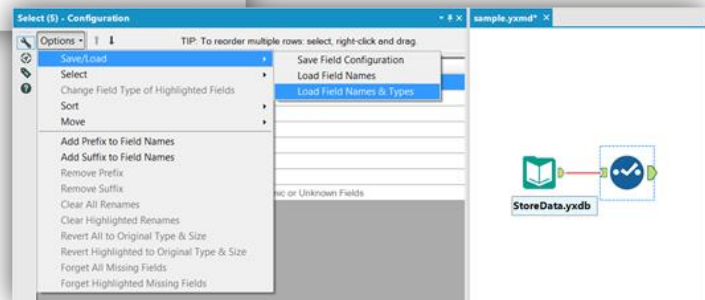 Select (5) - Configuration
sample.yxmd*
Options
TIP: To reorder multiple rows: select, right-click and drag.
Save/Load
Save Field Configuration
Select
Load Field Names
Change Field Type of Highlighted Fields
Load Field Names & Types
Sort
Move
Add Prefix to Field Names
Add Suffix to Field Names
Remove Prefix
Remove Suffix
ic or Unknown Fields
Clear All Renames
StoreData.yxdb
Clear Highlighted Renames
Revert All to Original Type & Size
Revert Highlighted to Original Type & Size
Forget All Missing Fields
Forget Highlighted Missing Fields